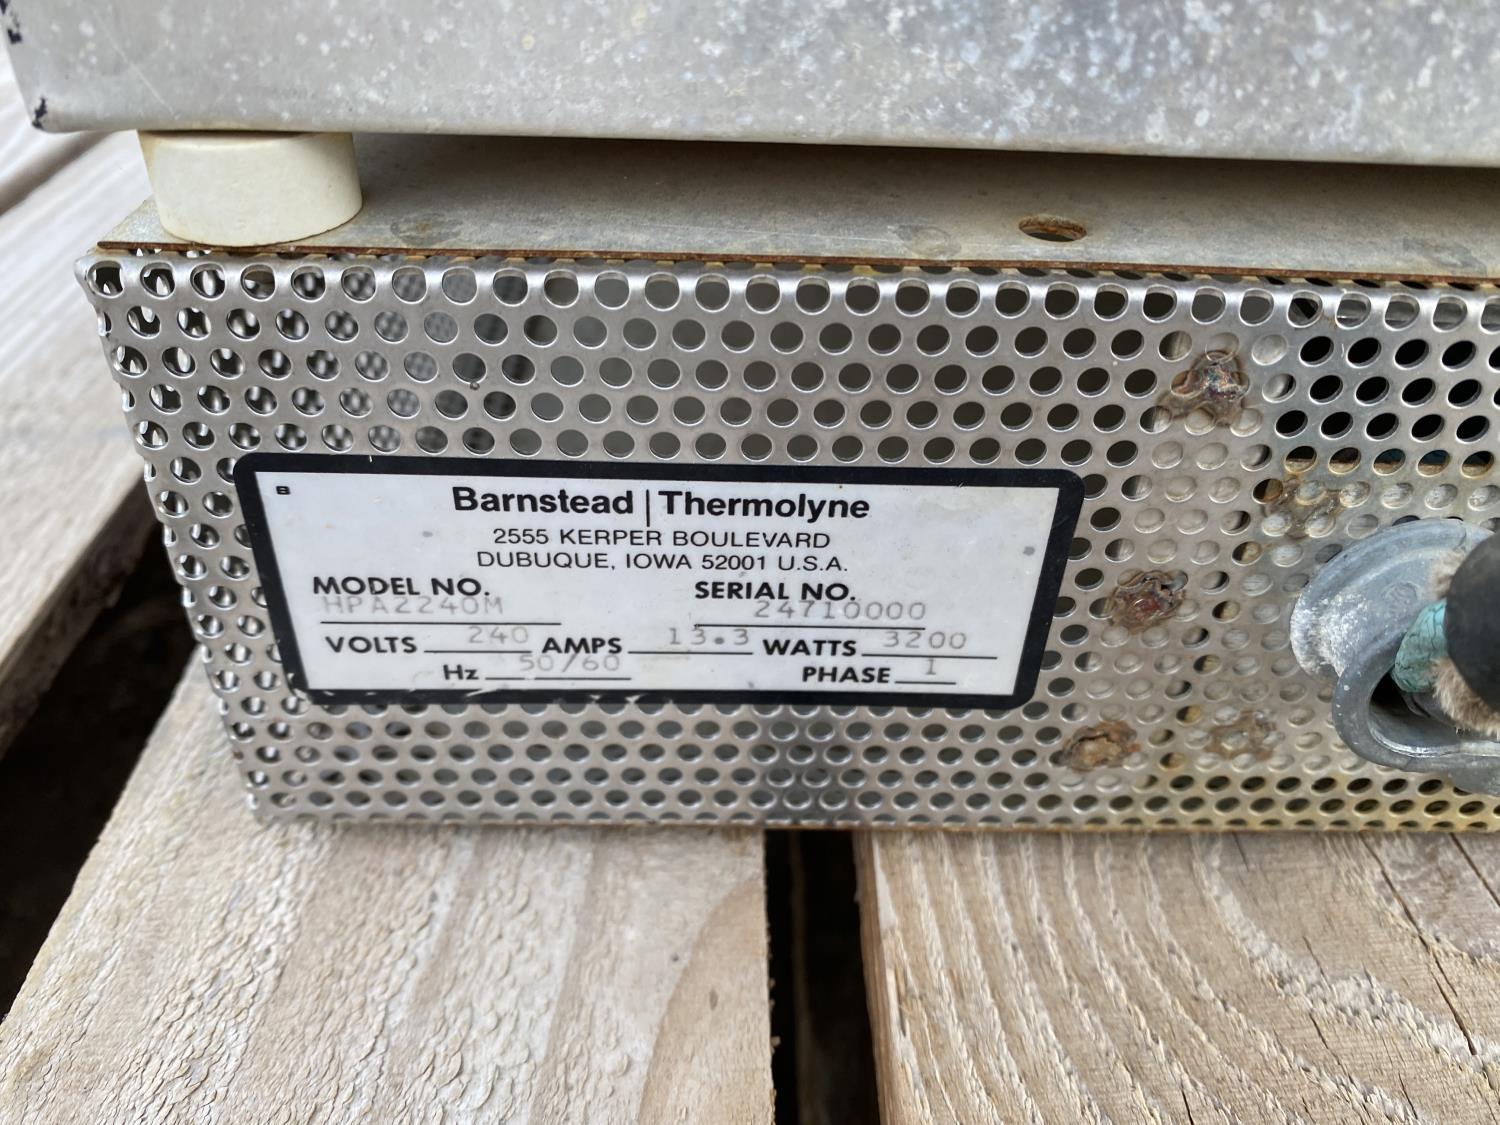 Barnstead | Thermolyne
2555 KERPER BOULEVARD
DUBUQUE, IOWA 52001 U.S.A.
MODEL NO. SERIAL NO.
HPA2240M 24710000
VOLTS 240 AMPS 13.3 WATTS 3200
Hz 50/60 PHASE 1